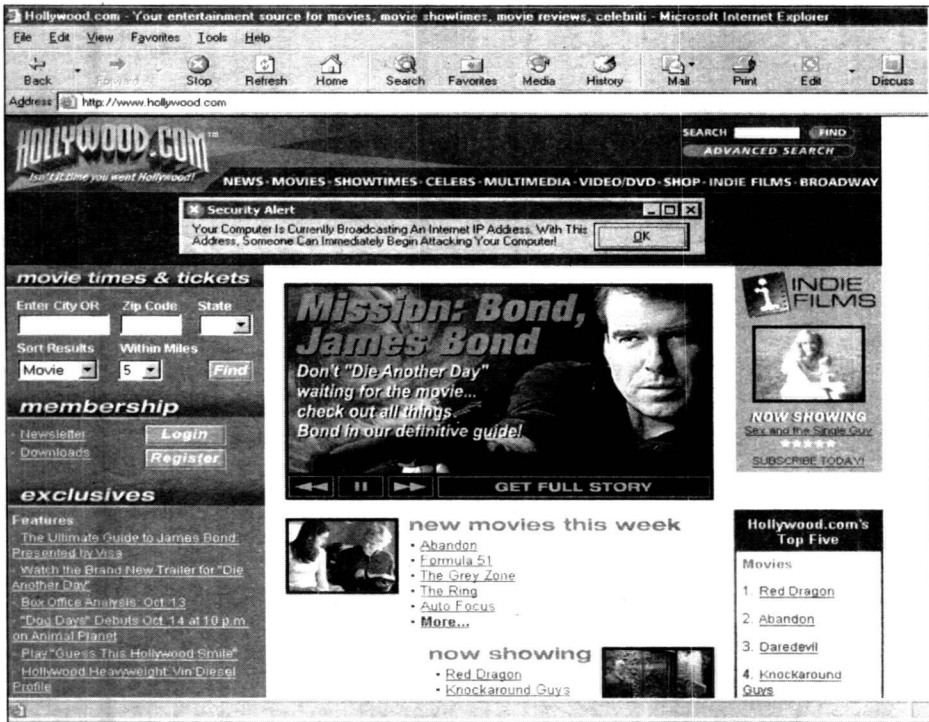 Hollywood.com - Your entertainment source for movies, movie showtimes, movie reviews, celebriti - Microsoft Internet Explorer
File Edit View Favorites Tools Help
Back Forward Stop Refresh Home Search Favorites Media History Mail Print Edit Discuss
Address http://www.hollywood.com
HOLLYWOOD.COM™
Isn't it time you went Hollywood!
SEARCH FIND
ADVANCED SEARCH
NEWS - MOVIES - SHOWTIMES - CELEBS - MULTIMEDIA - VIDEO/DVD - SHOP - INDIE FILMS - BROADWAY
Security Alert
Your Computer Is Currently Broadcasting An Internet IP Address. With This
Address, Someone Can Immediately Begin Attacking Your Computer!
OK
movie times & tickets
Enter City OR Zip Code State
Sort Results Within Miles
Movie 5 Find
membership
- Newsletter
- Downloads
Login
Register
exclusives
Features
- The Ultimate Guide to James Bond
Presented by Visa
- Watch the Brand New Trailer for "Die
Another Day"
- Box Office Analysis: Oct. 13
- "Dog Days" Debuts Oct. 14 at 10 p.m.
on Animal Planet
- Play "Guess This Hollywood Smile"
- Hollywood Heavyweight Vin Diesel
Profile
Mission: Bond,
James Bond
Don't "Die Another Day"
waiting for the movie...
check out all things
Bond in our definitive guide!
GET FULL STORY
new movies this week
• Abandon
• Formula 51
• The Grey Zone
• The Ring
• Auto Focus
• More...
now showing
• Red Dragon
• Knockaround Guys
i INDIE
FILMS
NOW SHOWING
Sex and the Single Guy
SUBSCRIBE TODAY!
Hollywood.com's
Top Five
Movies
1. Red Dragon
2. Abandon
3. Daredevil
4. Knockaround
Guys